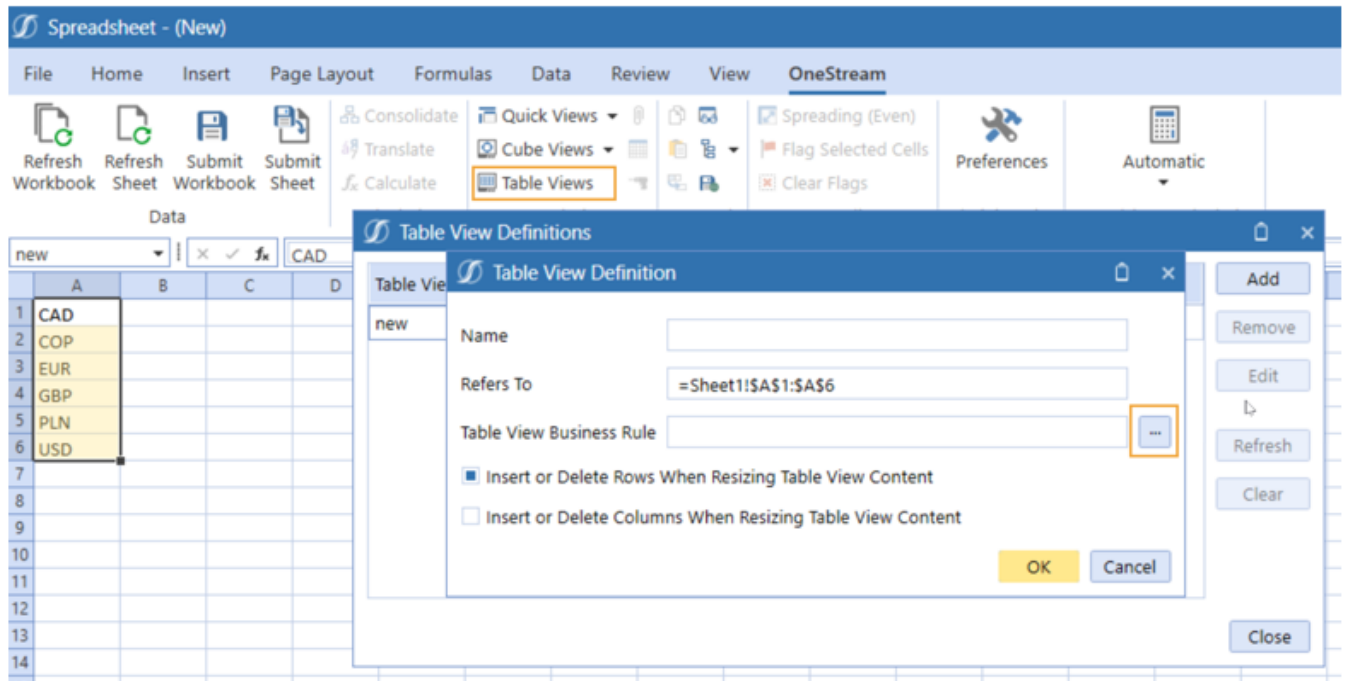 Spreadsheet - (New)
File Home Insert Page Layout Formulas Data Review View OneStream
Refresh Workbook
Refresh Sheet
Submit Workbook
Submit Sheet
Data
Consolidate
Translate
Calculate
Quick Views
Cube Views
Table Views
Spreading (Even)
Flag Selected Cells
Clear Flags
Preferences
Automatic
new fx CAD
A B C D
1 CAD
2 COP
3 EUR
4 GBP
5 PLN
6 USD
7
8
9
10
11
12
13
14
Table View Definitions
Table Vie
new
Table View Definition
Name
Refers To =Sheet1!$A$1:$A$6
Table View Business Rule ...
Insert or Delete Rows When Resizing Table View Content
Insert or Delete Columns When Resizing Table View Content
OK Cancel
Add
Remove
Edit
Refresh
Clear
Close